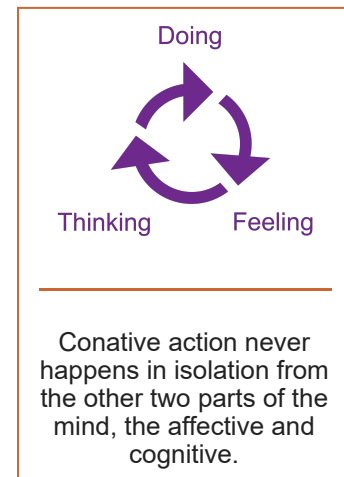 Doing
Thinking
Feeling
Conative action never
happens in isolation from
the other two parts of the
mind, the affective and
cognitive.